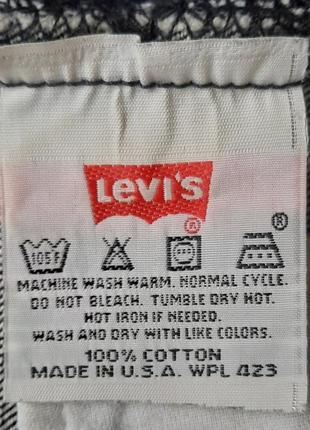 Levi's
®
®
105F
MACHINE WASH WARM. NORMAL CYCLE.
DO NOT BLEACH. TUMBLE DRY HOT.
HOT IRON IF NEEDED.
WASH AND DRY WITH LIKE COLORS.
100% COTTON
MADE IN U.S.A. WPL 423